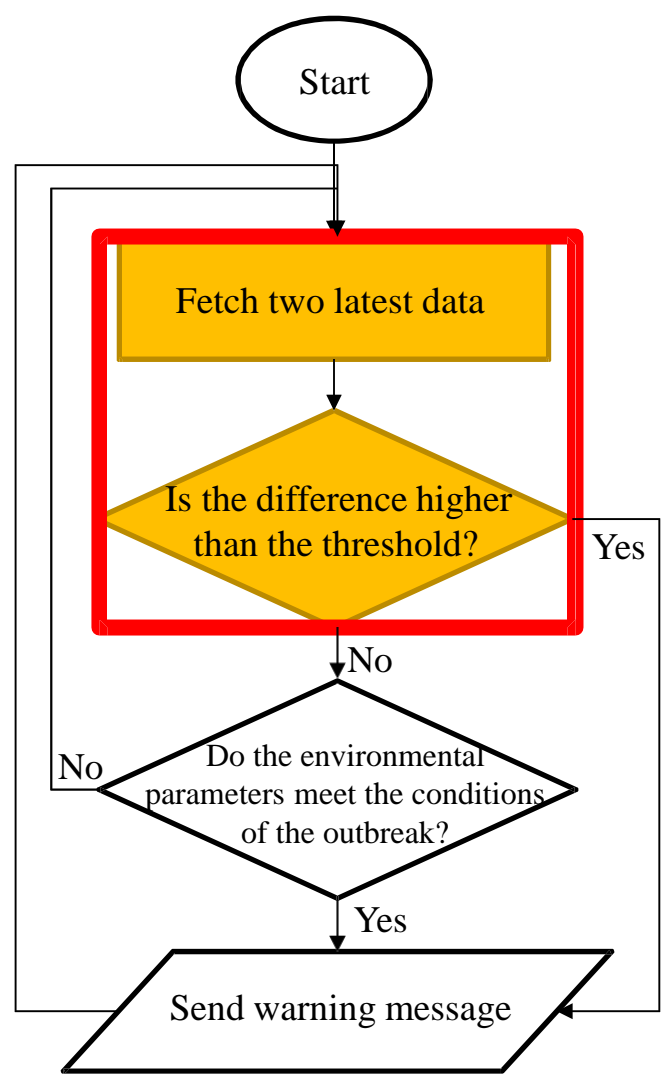 Start
Fetch two latest data
Is the difference higher
than the threshold?
Yes
No
No
Do the environmental
parameters meet the conditions
of the outbreak?
Yes
Send warning message